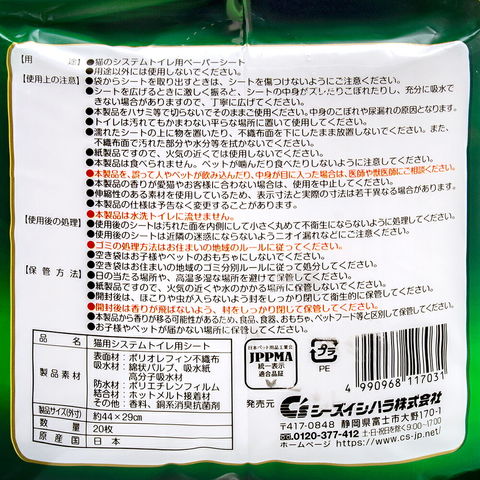 【用途】●猫のシステムトイレ用ペーパーシート
●用途以外には使用しないでください。
【使用上の注意】●袋からシートを取り出すときは、シートを傷つけないようにご注意ください。
●シートを広げるときに激しく振ると、シートの中身がズレたりこぼれたりし、充分に吸水で
きない場合がありますので、丁寧に広げてください。
●本製品をハサミ等で切らないでそのままご使用ください。中身のこぼれや尿漏れの原因となります。
●トイレは汚れてもかまわない平らな場所に置いて使用してください。
●濡れたシートの上に物を置いたり、不織布面を下にしたまま放置しないでください。また、
不織布面で汚れた部分や水分等を拭かないでください。
●紙製品ですので、火気の近くでは使用しないでください。
●本製品は食べられません。ペットが噛んだり食べたりしないように注意してください。
●本製品を、誤って人やペットが飲み込んだり、中身が目に入った場合は、医師や獣医師にご相談ください。
●本製品の香りが愛猫やお客様に合わない場合は、使用を中止してください。
●伸縮性のある素材を使用しているため、表示寸法と実際の寸法は若干異なる場合があります。
●製品の仕様は予告なく変更することがあります。
【使用後の処理】●本製品は水洗トイレに流せません。
●使用後のシートは汚れた面を内側にして小さく丸めて不衛生にならないように処理してください。
●使用後のシートは近隣の迷惑にならないようにニオイ漏れなどにご注意ください。
●ゴミの処理方法はお住まいの地域のルールに従ってください。
●空き袋はお子様やペットのおもちゃにしないでください。
●空き袋はお住まいの地域のゴミ分別ルールに従って処分してください。
【保管方法】●日の当たる場所や、高温多湿な場所を避けて保管してください。
●紙製品ですので、火気の近くや水のかかる場所に保管しないでください。
●開封後は、ほこりや虫が入らないよう封をしっかり閉じて衛生的に保管してください。
●開封後は香りが飛ばないよう、封をしっかり閉じて保管してください。
●本製品から香りが移る可能性があるため、食品、食器、おもちゃ、ペットフード等と区別して保管してください。
●お子様やペットが届かない場所に保管してください。
品名 猫用システムトイレ用シート
製品素材 表面材：ポリオレフィン不織布
吸水材：綿状パルプ、吸水紙
高分子吸水材
防水材：ポリエチレンフィルム
結合材：ホットメルト接着材
その他：香料、銅系消臭抗菌剤
製品サイズ(外寸) 約44×29cm
数量 20枚
原産国 日本
日本ペット用品工業会
JPPMA
統一表示
適合品
プラ
PE
4 990968 117031
発売元 C's シーズイシハラ株式会社
〒417-0848 静岡県富士市大野170-1
0120-377-412 土・日・祝日を除く 9:00～17:00
ホームページ https://www.cs-jp.net